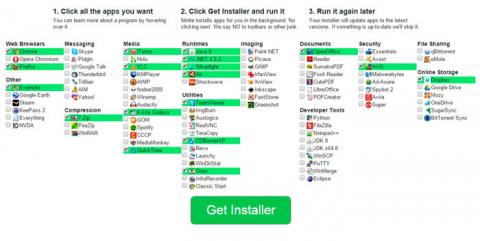 1. Click all the apps you want
You can learn more about a program by hovering over it.
2. Click Get Installer and run it
Ninite installs apps for you in the background. No clicking next. We say NO to toolbars or other junk.
3. Run it again later
Your installer will update apps to the latest versions. If something is up-to-date we'll skip it.
Web Browsers
Chrome
Opera Chromium
Firefox
Other
Evernote
Google Earth
Steam
KeePass 2
Everything
NVDA
Messaging
Skype
Pidgin
Google Talk
Thunderbird
Trillian
AIM
Yahoo!
Compression
7-Zip
PeaZip
WinRAR
Media
iTunes
Hulu
VLC
KMPlayer
AIMP
foobar2000
Winamp
Audacity
K-Lite Codecs
GOM
Spotify
CCCP
MediaMonkey
QuickTime
Runtimes
Java
.NET 4.5.2
Silverlight
Air
Shockwave
Utilities
TeamViewer
ImgBurn
Auslogics
RealVNC
TeraCopy
CDBurnerXP
Revo
Launchy
WinDirStat
Glary
InfraRecorder
Classic Start
Imaging
Paint.NET
Picasa
GIMP
IrfanView
XnView
Inkscape
FastStone
Greenshot
Documents
OpenOffice
Foxit Reader
SumatraPDF
CutePDF
LibreOffice
PDFCreator
Developer Tools
Python
FileZilla
Notepad++
JDK 8
JDK x64 8
WinSCP
PuTTY
WinMerge
Eclipse
Security
Essentials
Avast
AVG
Malwarebytes
Ad-Aware
Spybot 2
Avira
Super
File Sharing
qBittorrent
eMule
Online Storage
Dropbox
Google Drive
Mozy
OneDrive
SugarSync
BitTorrent Sync
Get Installer